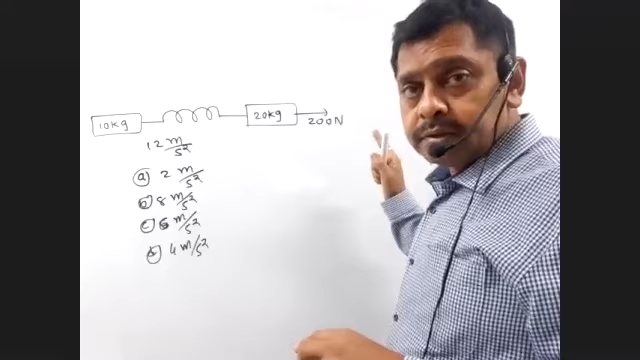 10kg 20kg 200N
12 m/s²
(a) 2 m/s²
(b) 8 m/s²
(c) 6 m/s²
(d) 4 m/s²